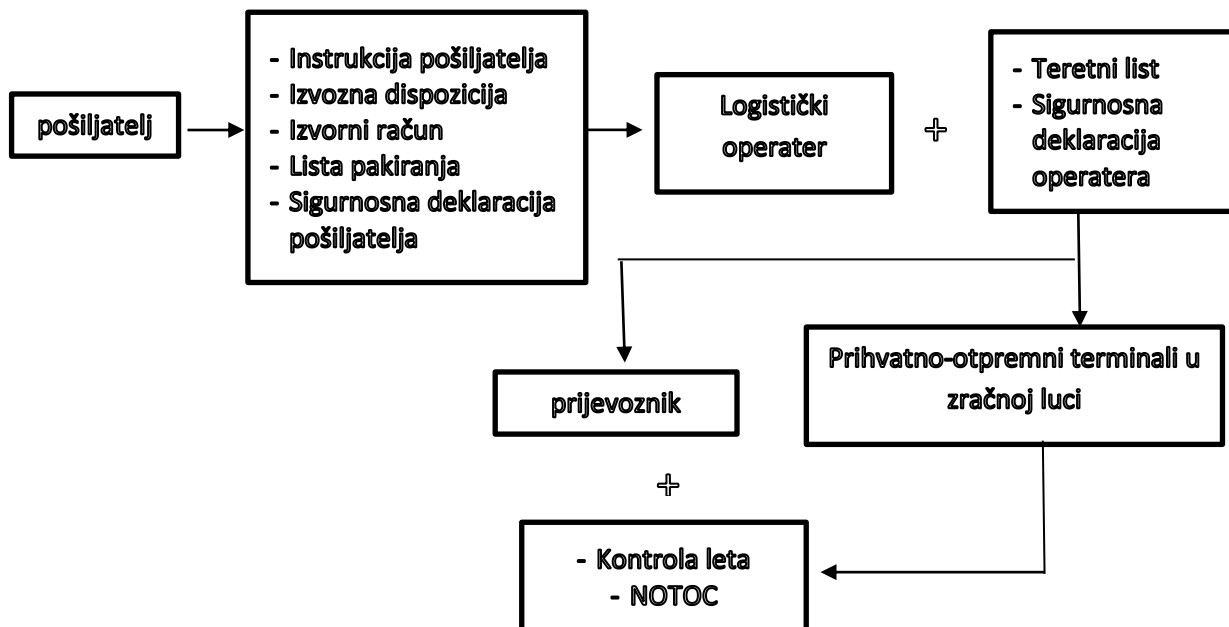 pošiljatelj
- Instrukcija pošiljatelja
- Izvozna dispozicija
- Izvorni račun
- Lista pakiranja
- Sigurnosna deklaracija
pošiljatelja
Logistički
operater
+
- Teretni list
- Sigurnosna
deklaracija
operatera
prijevoznik
Prihvatno-otpremni terminali u
zračnoj luci
+
- Kontrola leta
- NOTOC